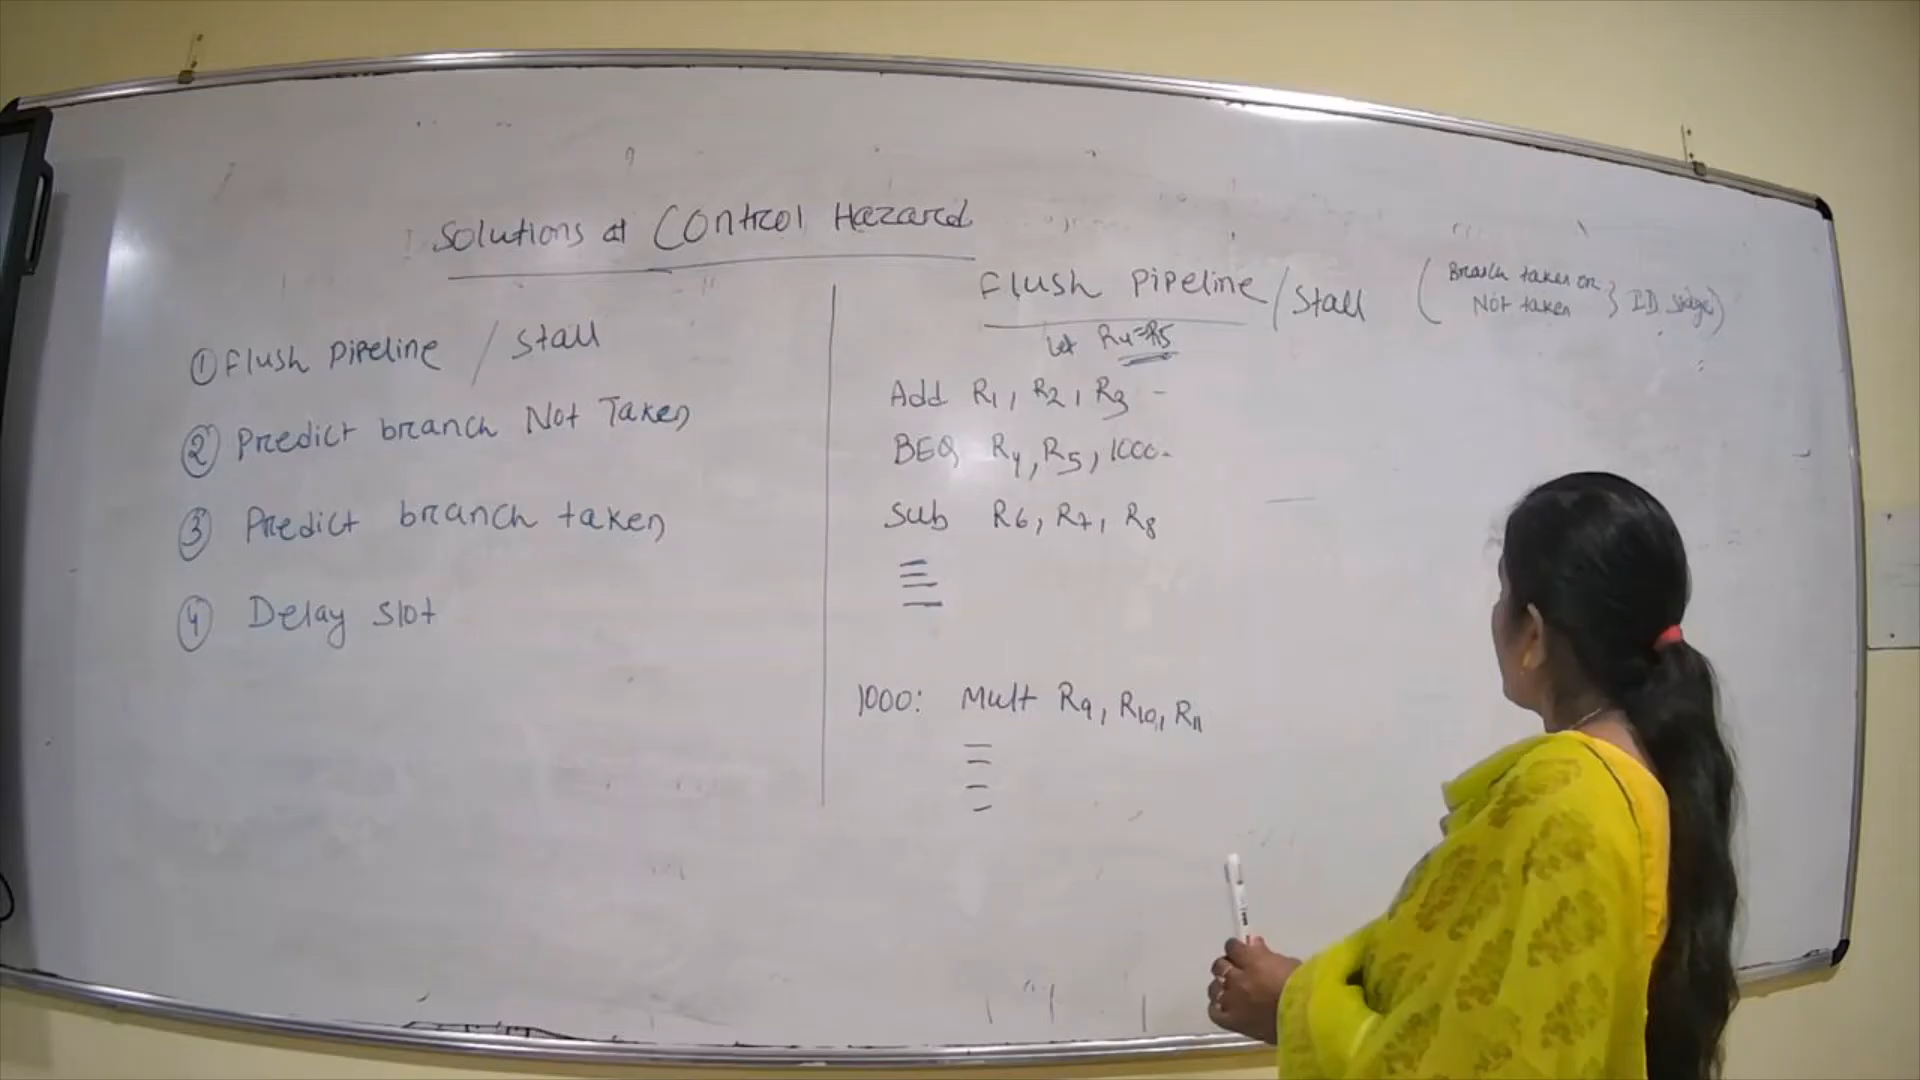 Solutions of Control Hazard
① Flush Pipeline / Stall
② Predict branch Not Taken
③ Predict branch taken
④ Delay slot
Flush Pipeline / Stall (Branch taken or Not taken } ID stage)
let R4=R5
Add R1, R2, R3
BEQ R4, R5, 1000
Sub R6, R7, R8
1000: Mult R9, R10, R11